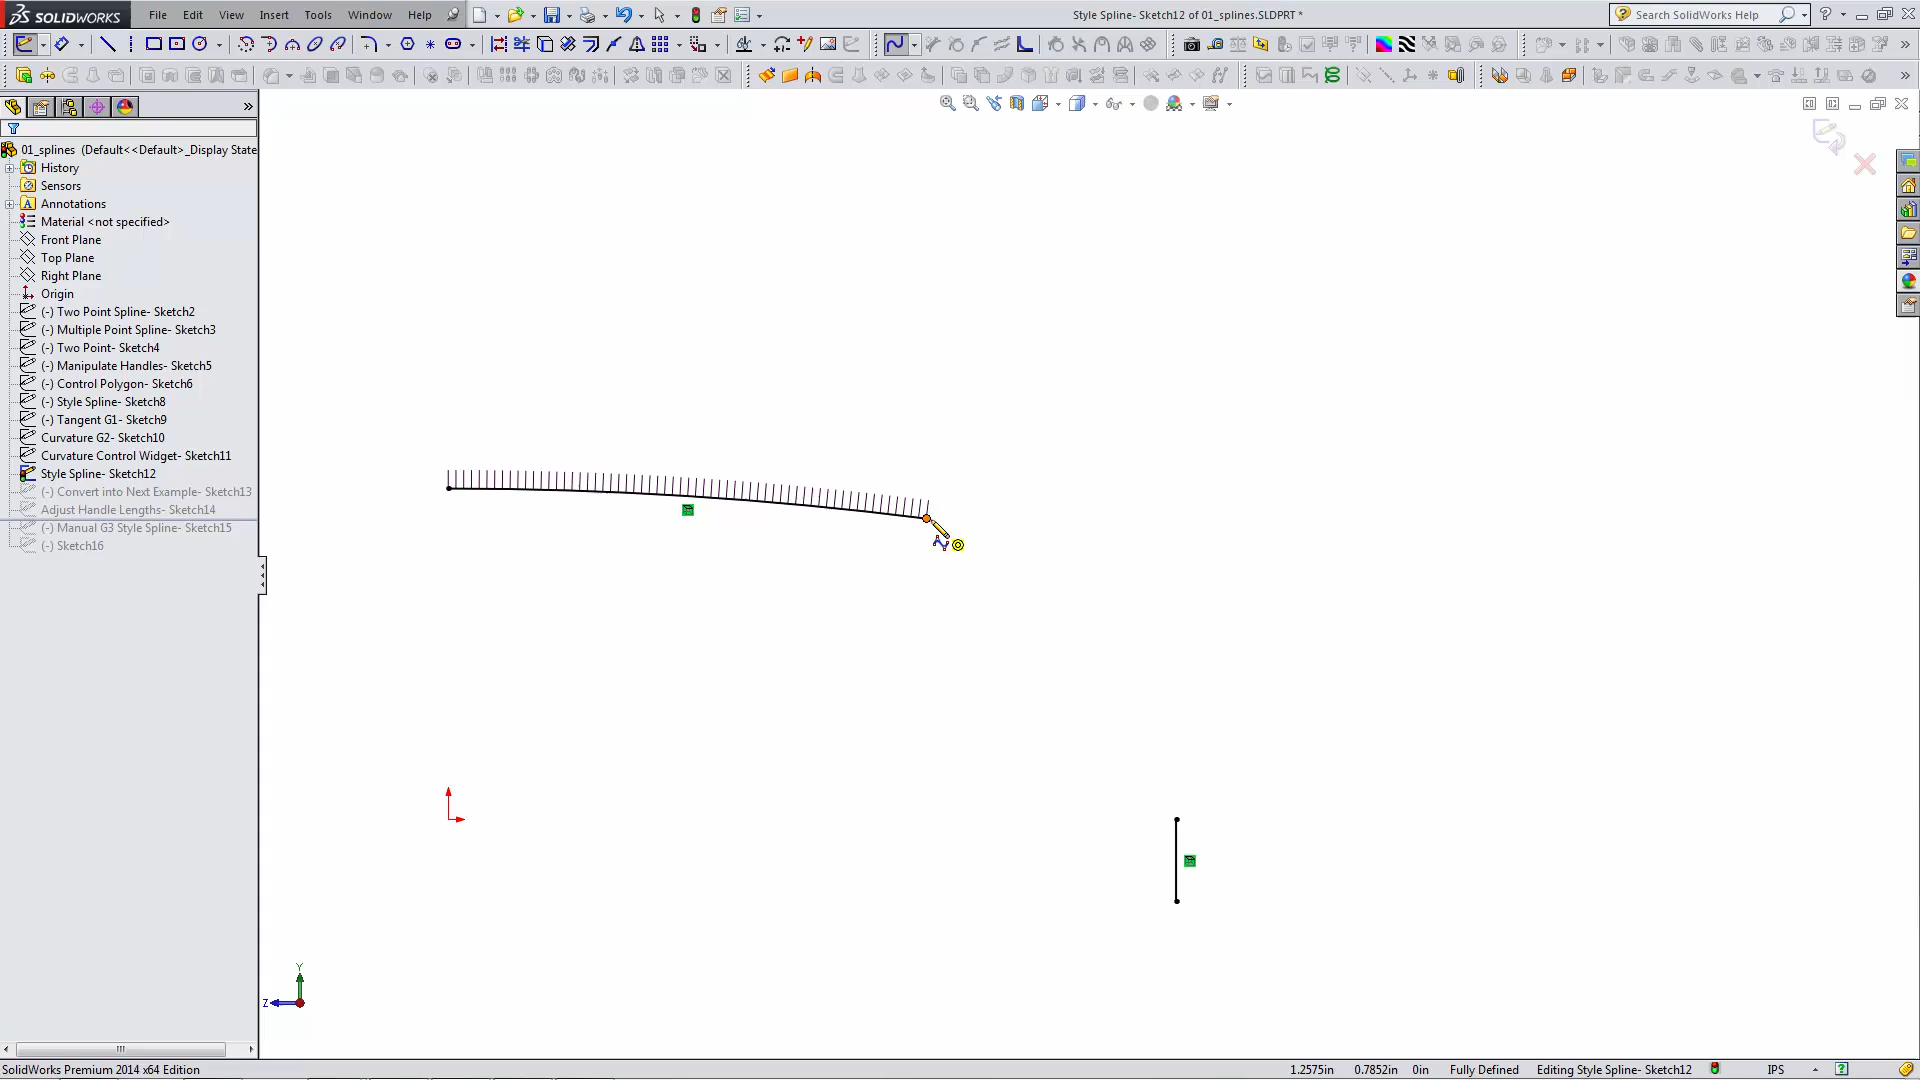 SOLIDWORKS File Edit View Insert Tools Window Help Style Spline- Sketch12 of 01_splines.SLDPRT * Search SolidWorks Help
01_splines (Default<<Default>_Display State
History
Sensors
Annotations
Material <not specified>
Front Plane
Top Plane
Right Plane
Origin
(-) Two Point Spline- Sketch2
(-) Multiple Point Spline- Sketch3
(-) Two Point- Sketch4
(-) Manipulate Handles- Sketch5
(-) Control Polygon- Sketch6
(-) Style Spline- Sketch8
(-) Tangent G1- Sketch9
Curvature G2- Sketch10
Curvature Control Widget- Sketch11
Style Spline- Sketch12
(-) Convert into Next Example- Sketch13
Adjust Handle Lengths- Sketch14
(-) Manual G3 Style Spline- Sketch15
(-) Sketch16
Y
Z
SolidWorks Premium 2014 x64 Edition 1.2575in 0.7852in 0in Fully Defined Editing Style Spline- Sketch12 IPS